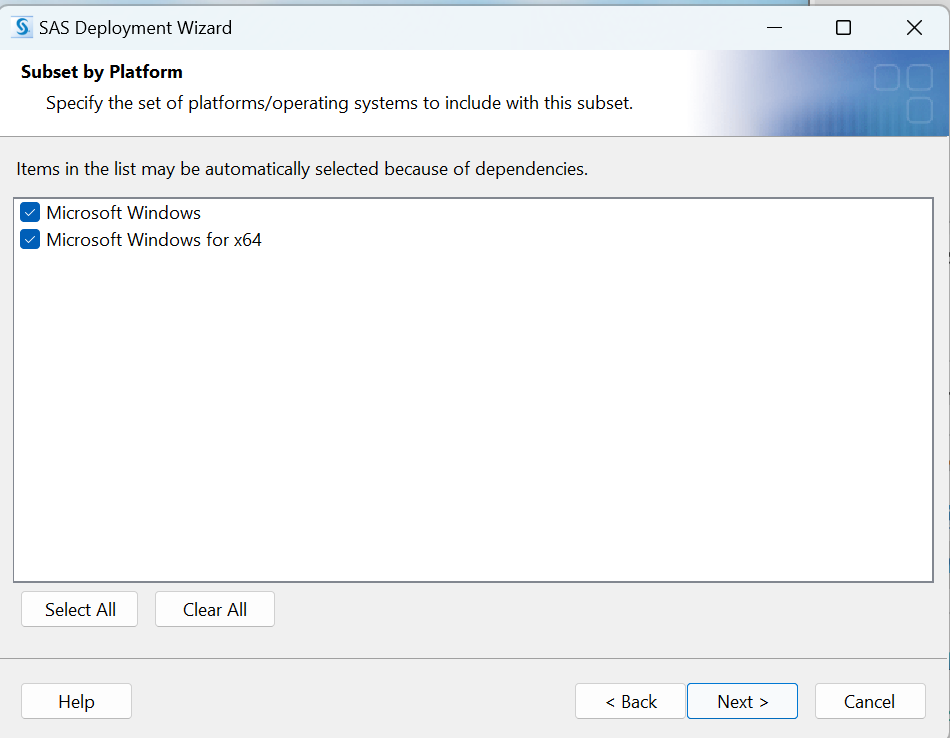 SAS Deployment Wizard
Subset by Platform
Specify the set of platforms/operating systems to include with this subset.
Items in the list may be automatically selected because of dependencies.
Microsoft Windows
Microsoft Windows for x64
Select All
Clear All
Help
< Back
Next >
Cancel